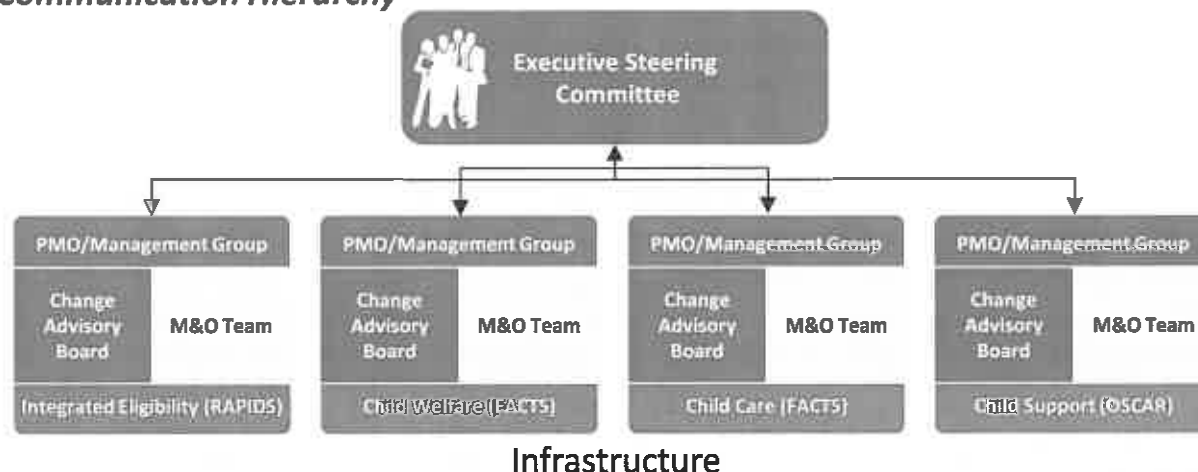 Communication Hierarchy
Executive Steering
Committee
PMO/Management Group
Change
Advisory
Board
M&O Team
Integrated Eligibility (RAPIDS)
PMO/Management Group
Change
Advisory
Board
M&O Team
Child Welfare (FACTS)
PMO/Management Group
Change
Advisory
Board
M&O Team
Child Care (FACTS)
PMO/Management Group
Change
Advisory
Board
M&O Team
Child Support (OSCAR)
Infrastructure